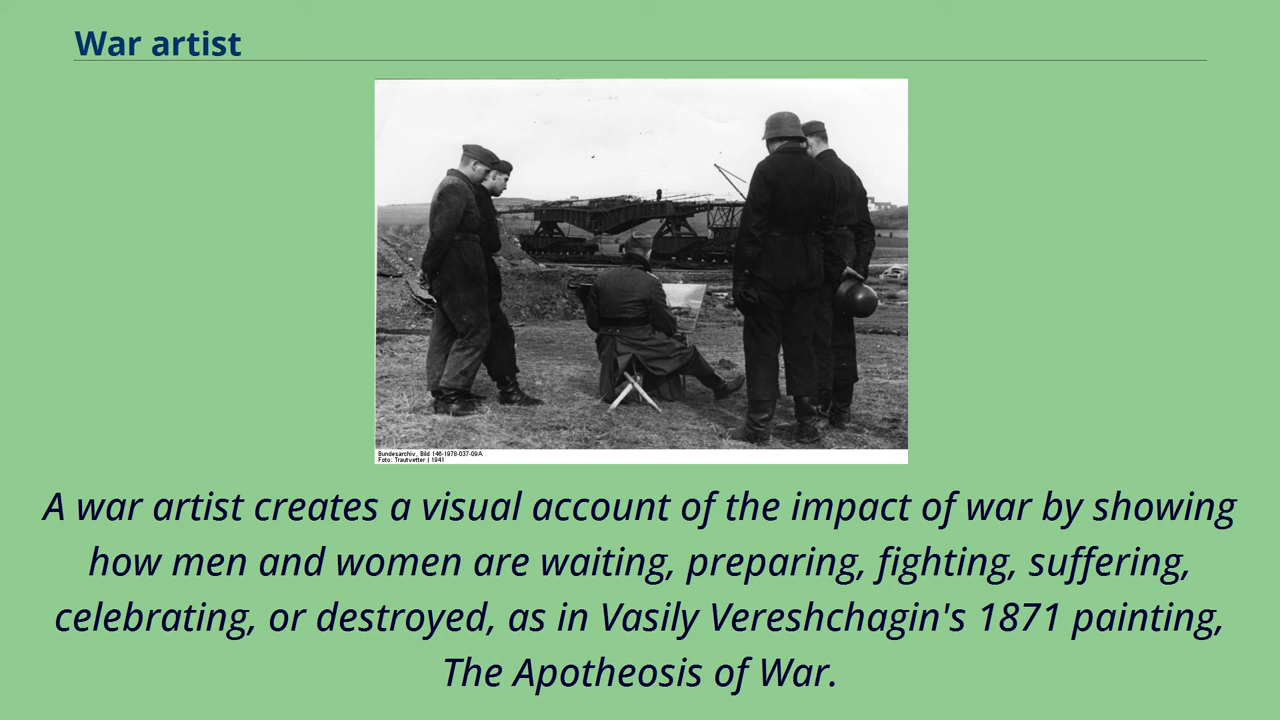 War artist
Bundesarchiv, Bild 146-1978-037-09A
Foto: Trautvetter | 1941
A war artist creates a visual account of the impact of war by showing
how men and women are waiting, preparing, fighting, suffering,
celebrating, or destroyed, as in Vasily Vereshchagin's 1871 painting,
The Apotheosis of War.